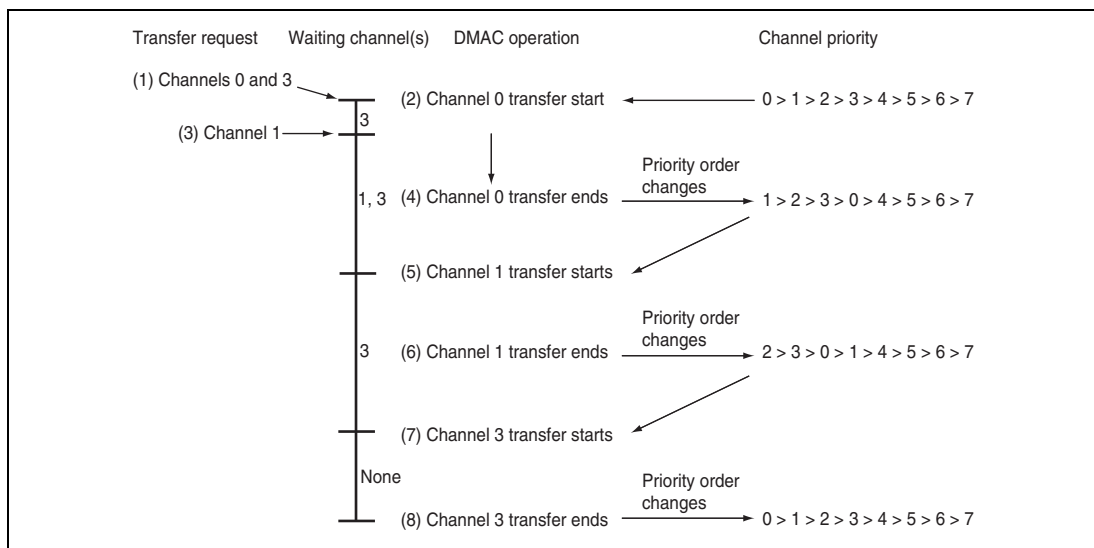 Transfer request Waiting channel(s) DMAC operation Channel priority
(1) Channels 0 and 3
(2) Channel 0 transfer start 0 > 1 > 2 > 3 > 4 > 5 > 6 > 7
3
(3) Channel 1
Priority order
changes
1, 3 (4) Channel 0 transfer ends 1 > 2 > 3 > 0 > 4 > 5 > 6 > 7
(5) Channel 1 transfer starts
Priority order
changes
3 (6) Channel 1 transfer ends 2 > 3 > 0 > 1 > 4 > 5 > 6 > 7
(7) Channel 3 transfer starts
None
Priority order
changes
(8) Channel 3 transfer ends 0 > 1 > 2 > 3 > 4 > 5 > 6 > 7